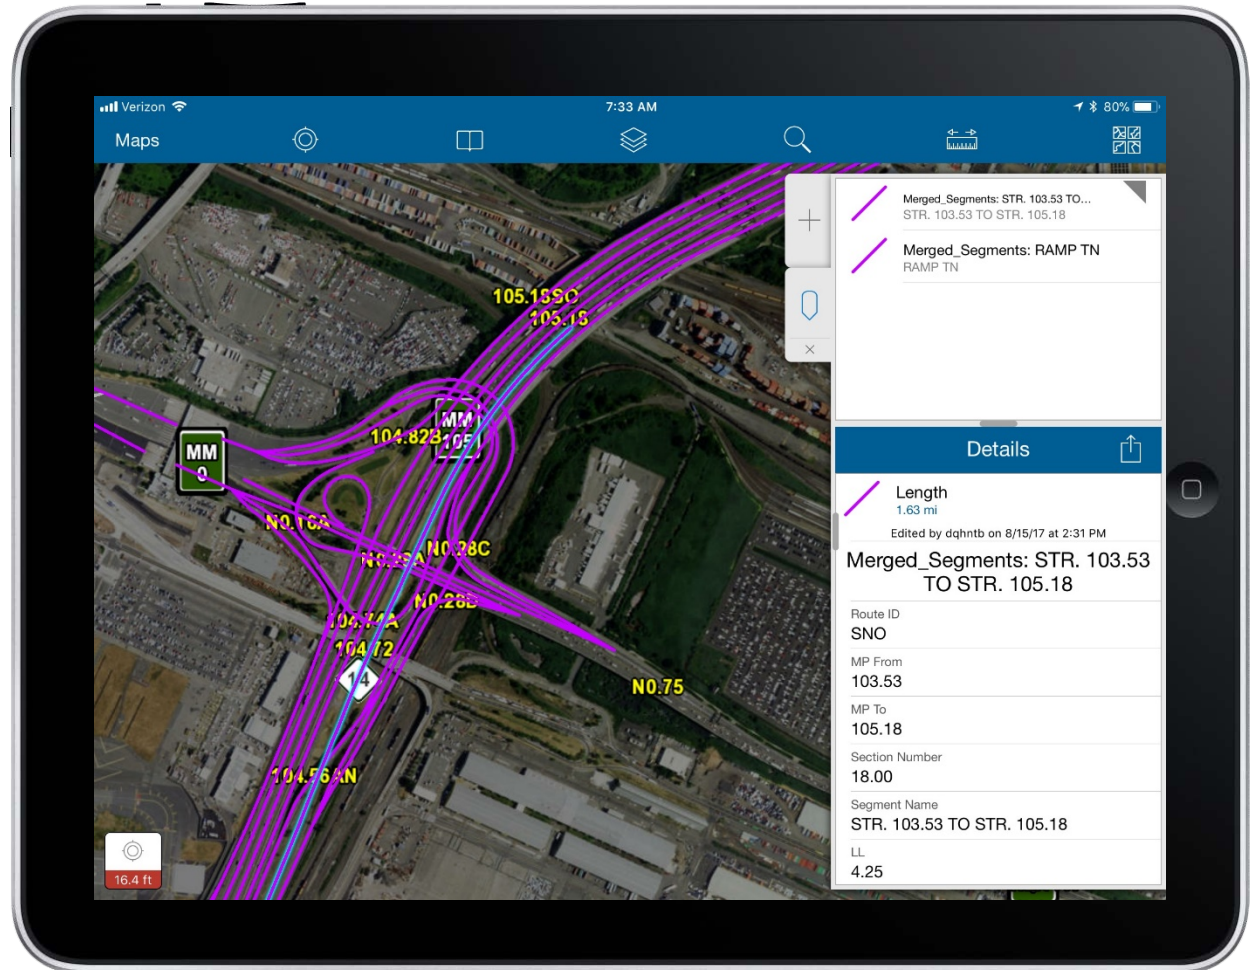 Verizon
7:33 AM
80%
Maps
Merged_Segments: STR. 103.53 TO...
STR. 103.53 TO STR. 105.18
Merged_Segments: RAMP TN
RAMP TN
105.18SO
105.18
MM
105
104.82B
MM
0
N0.16A
N0.28C
N0.28A
N0.28D
104.74A
104.72
14
N0.75
104.56AN
16.4 ft
Details
Length
1.63 mi
Edited by dqhntb on 8/15/17 at 2:31 PM
Merged_Segments: STR. 103.53
TO STR. 105.18
Route ID
SNO
MP From
103.53
MP To
105.18
Section Number
18.00
Segment Name
STR. 103.53 TO STR. 105.18
LL
4.25